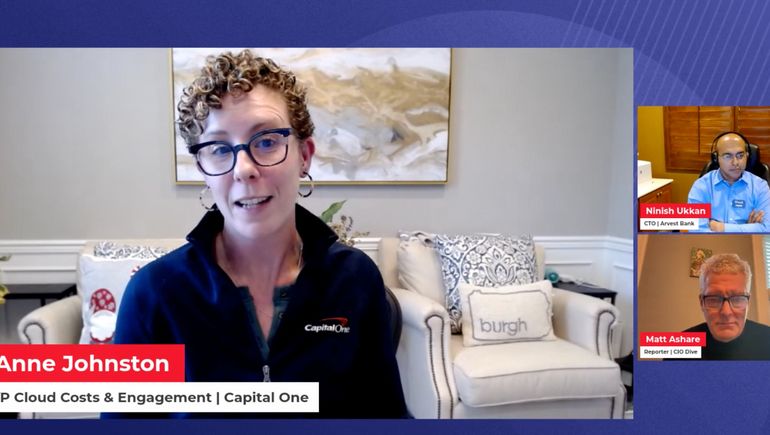 Anne Johnston
P Cloud Costs & Engagement | Capital One
Capital One
burgh
Ninish Ukkan
CTO | Arvest Bank
Matt Ashare
Reporter | CIO Dive